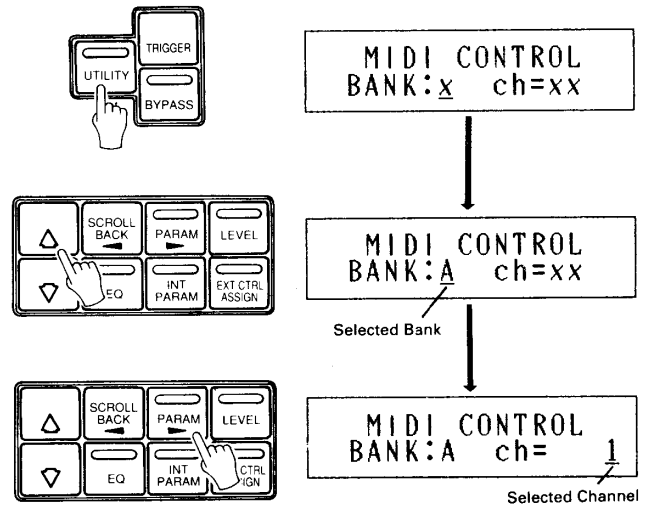 TRIGGER
UTILITY
BYPASS
MIDI CONTROL
BANK:x ch=xx
SCROLL
BACK
PARAM
LEVEL
EQ
INT
PARAM
EXT CTRL
ASSIGN
MIDI CONTROL
BANK:A ch=xx
Selected Bank
SCROLL
BACK
PARAM
LEVEL
EQ
INT
PARAM
CTRL
IGN
MIDI CONTROL
BANK:A ch= 1
Selected Channel